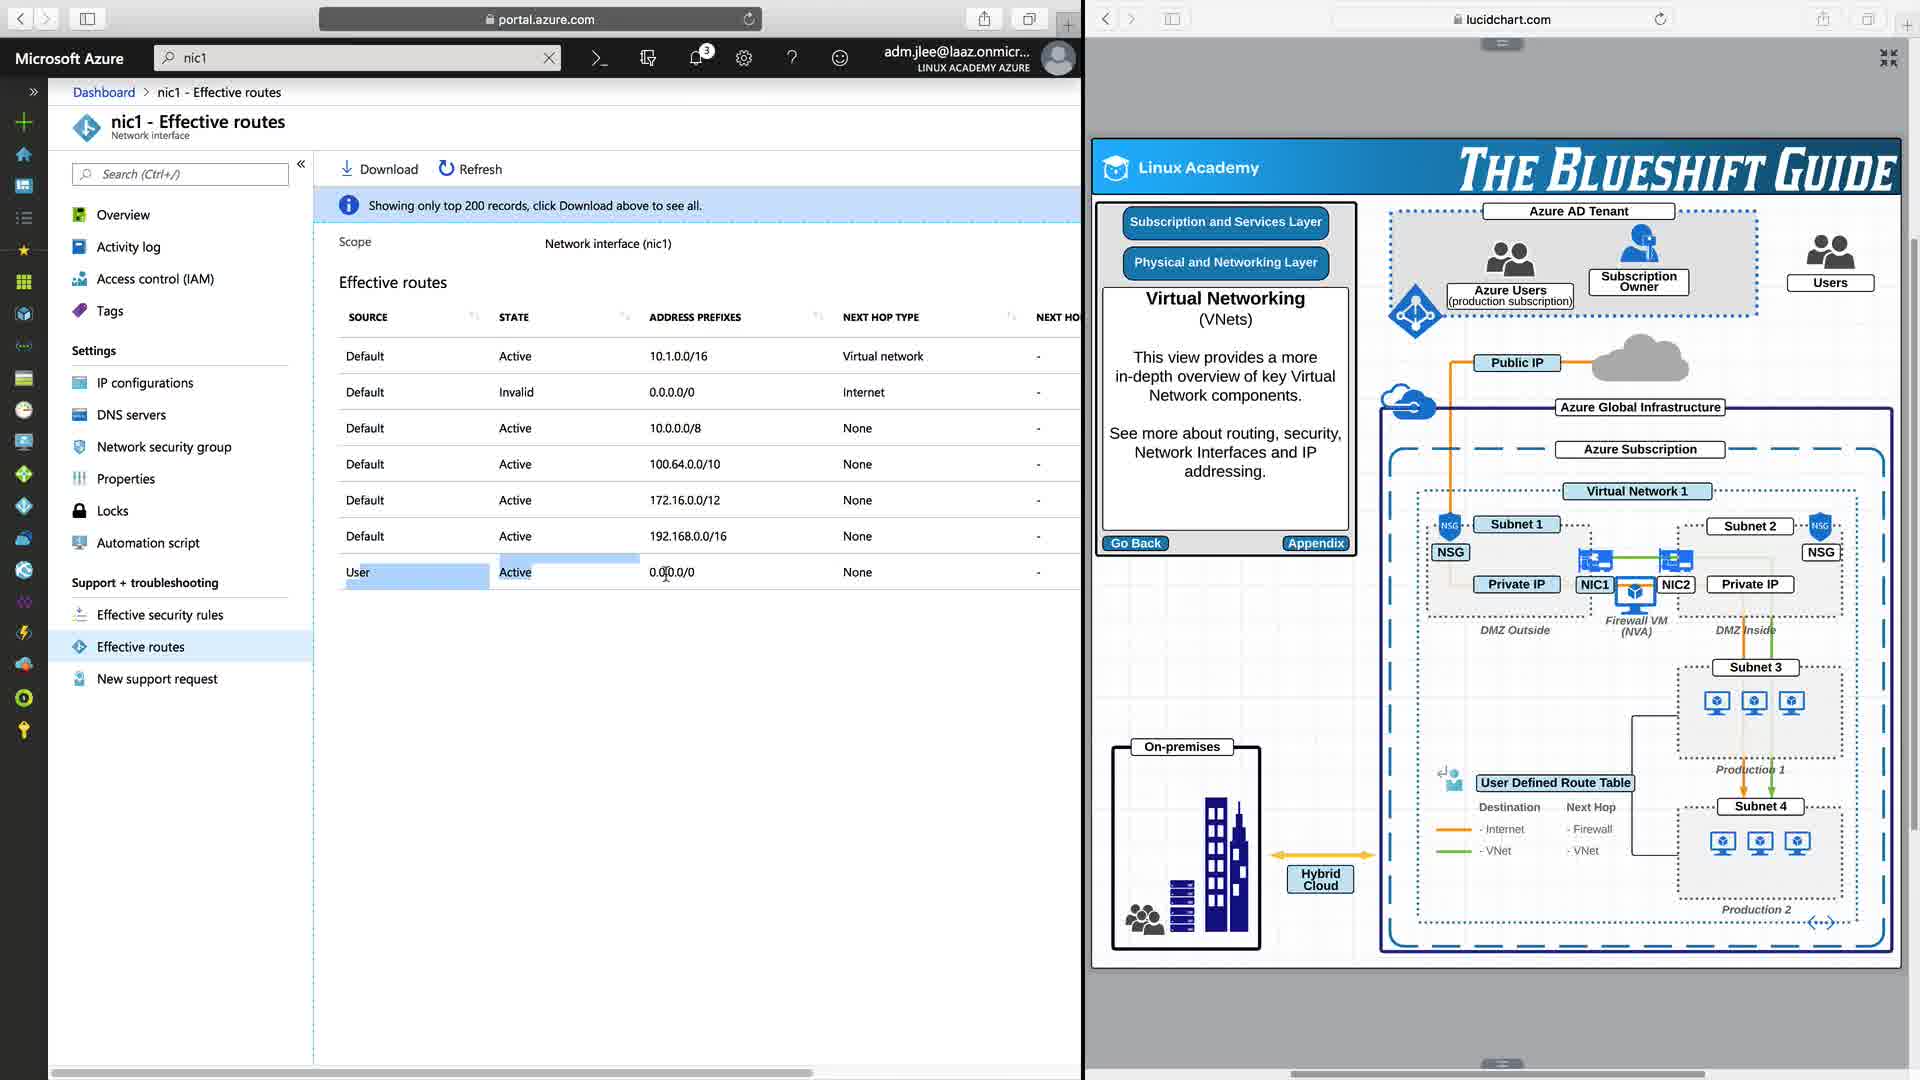 portal.azure.com
lucidchart.com
Microsoft Azure
nic1
3
adm.jlee@laaz.onmicr...
LINUX ACADEMY AZURE
Dashboard > nic1 - Effective routes
nic1 - Effective routes
Network interface
Search (Ctrl+/)
Overview
Activity log
Access control (IAM)
Tags
Settings
IP configurations
DNS servers
Network security group
Properties
Locks
Automation script
Support + troubleshooting
Effective security rules
Effective routes
New support request
Download
Refresh
Showing only top 200 records, click Download above to see all.
Scope
Network interface (nic1)
Effective routes
SOURCE STATE ADDRESS PREFIXES NEXT HOP TYPE NEXT HO
Default Active 10.1.0.0/16 Virtual network -
Default Invalid 0.0.0.0/0 Internet -
Default Active 10.0.0.0/8 None -
Default Active 100.64.0.0/10 None -
Default Active 172.16.0.0/12 None -
Default Active 192.168.0.0/16 None -
User Active 0.0.0.0/0 None -
Linux Academy
THE BLUESHIFT GUIDE
Subscription and Services Layer
Physical and Networking Layer
Virtual Networking
(VNets)
This view provides a more
in-depth overview of key Virtual
Network components.
See more about routing, security,
Network Interfaces and IP
addressing.
Go Back
Appendix
Azure AD Tenant
Azure Users
(production subscription)
Subscription
Owner
Users
Public IP
Azure Global Infrastructure
Azure Subscription
Virtual Network 1
NSG
Subnet 1
Subnet 2
NSG
NSG
NSG
Private IP
NIC1
NIC2
Private IP
DMZ Outside
Firewall VM
(NVA)
DMZ Inside
Subnet 3
Production 1
User Defined Route Table
Destination Next Hop
- Internet - Firewall
- VNet - VNet
Subnet 4
Production 2
On-premises
Hybrid
Cloud